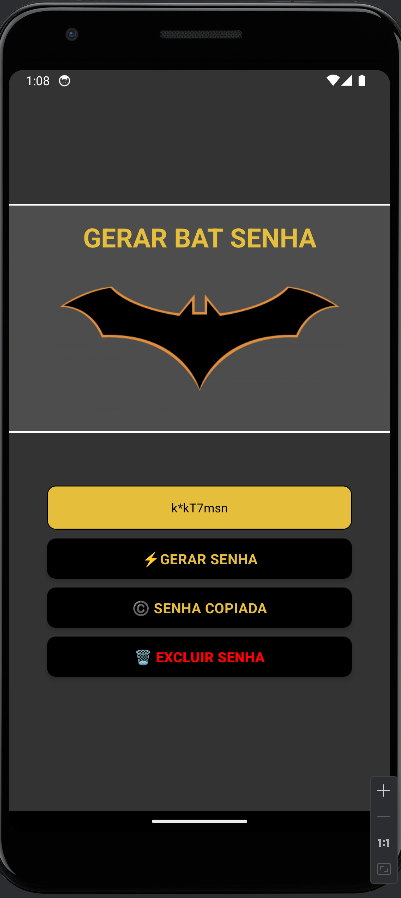 1:08
GERAR BAT SENHA
k*kT7msn
⚡GERAR SENHA
© SENHA COPIADA
🗑️ EXCLUIR SENHA
1:1